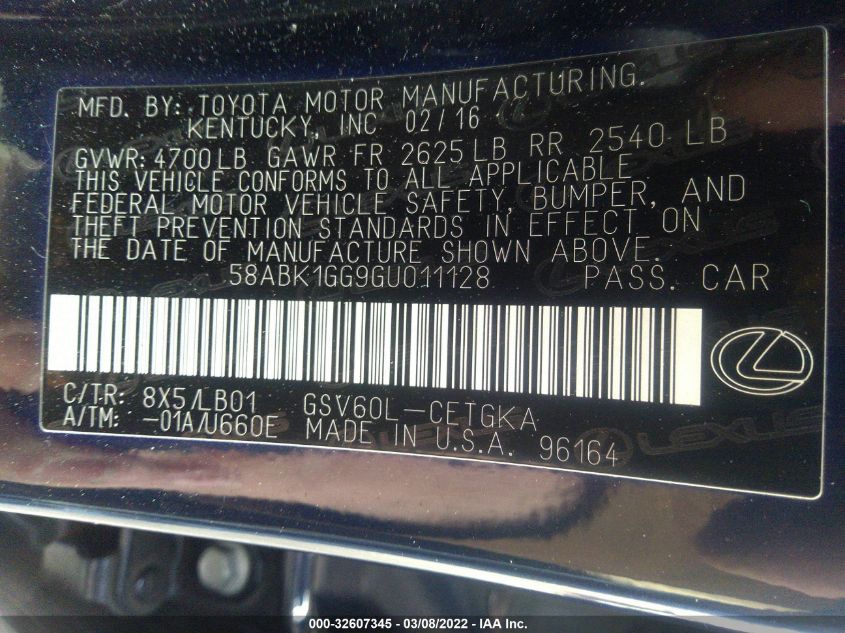 MFD. BY: TOYOTA MOTOR MANUFACTURING.
KENTUCKY, INC 02/16
GVWR: 4700 LB GAWR FR 2625 LB RR 2540 LB
THIS VEHICLE CONFORMS TO ALL APPLICABLE
FEDERAL MOTOR VEHICLE SAFETY, BUMPER, AND
THEFT PREVENTION STANDARDS IN EFFECT ON
THE DATE OF MANUFACTURE SHOWN ABOVE.
58ABK1GG9GU011128 PASS. CAR
C/TR: 8X5/LB01 GSV60L-CETGKA
A/TM: -01A/U660E MADE IN U.S.A. 96164
LEXUS
000-32607345 - 03/08/2022 - IAA Inc.